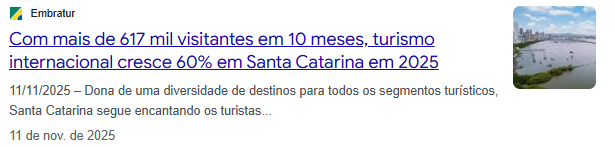 Embratur
Com mais de 617 mil visitantes em 10 meses, turismo
internacional cresce 60% em Santa Catarina em 2025
11/11/2025 – Dona de uma diversidade de destinos para todos os segmentos turísticos,
Santa Catarina segue encantando os turistas...
11 de nov. de 2025